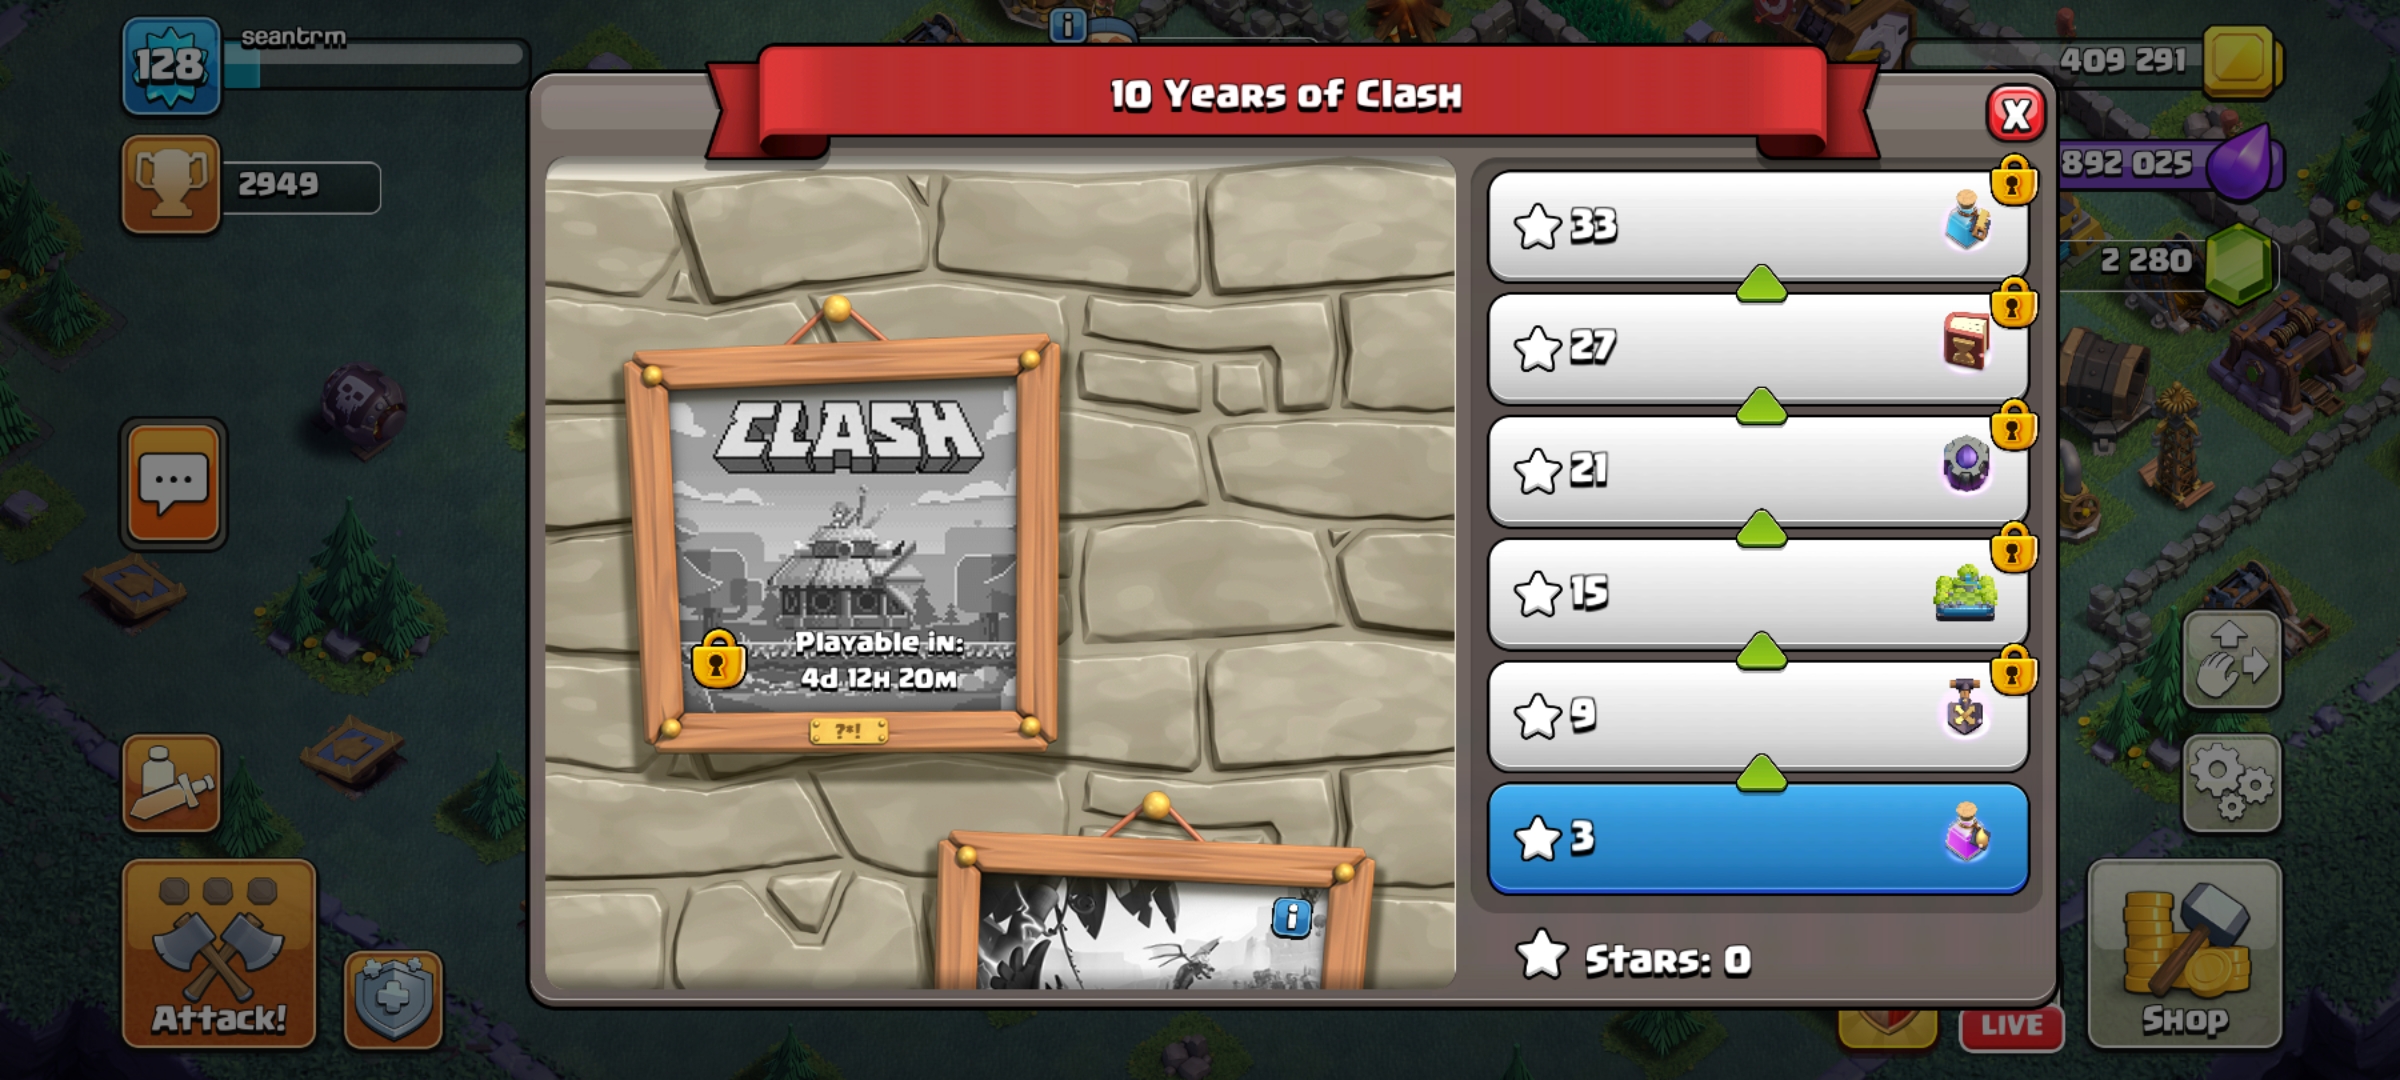 128
seantrm
2949
10 Years of Clash
X
409 291
892 025
2 280
CLASH
Playable in:
4d 12h 20m
?*!
33
27
21
15
9
3
Stars: 0
Attack!
LIVE
Shop